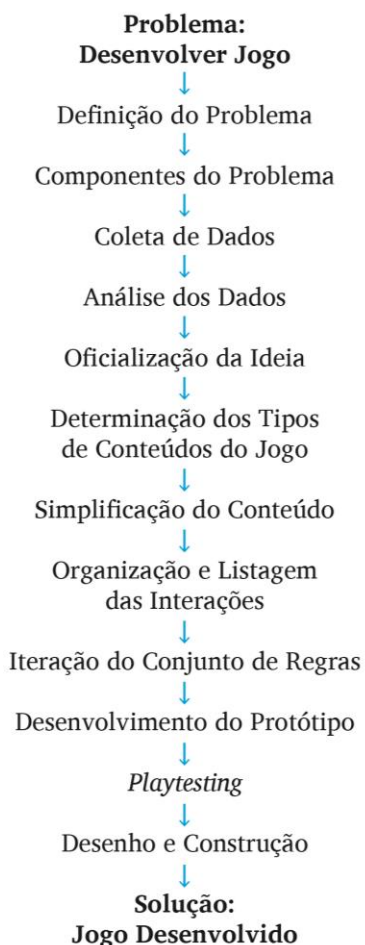 Problema:
Desenvolver Jogo
↓
Definição do Problema
↓
Componentes do Problema
↓
Coleta de Dados
↓
Análise dos Dados
↓
Oficialização da Ideia
↓
Determinação dos Tipos
de Conteúdos do Jogo
↓
Simplificação do Conteúdo
↓
Organização e Listagem
das Interações
↓
Iteração do Conjunto de Regras
↓
Desenvolvimento do Protótipo
↓
Playtesting
↓
Desenho e Construção
↓
Solução:
Jogo Desenvolvido